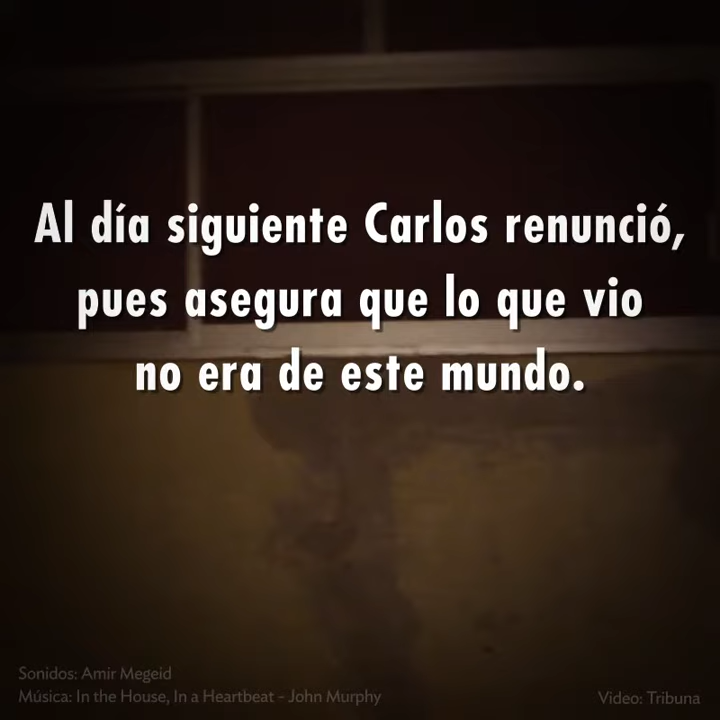 Al día siguiente Carlos renunció,
pues asegura que lo que vio
no era de este mundo.
Sonidos: Amir Megeid
Música: In the House, In a Heartbeat - John Murphy
Video: Tribuna